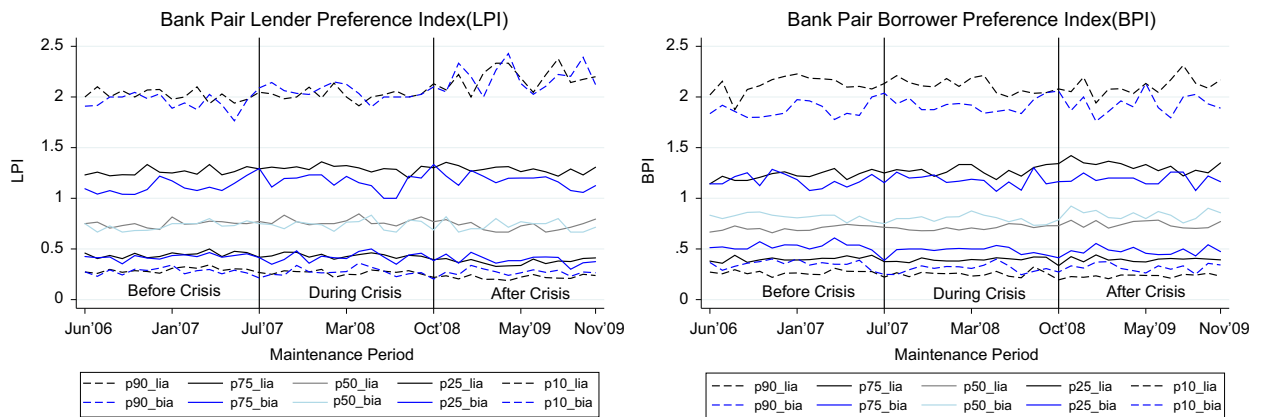 Bank Pair Lender Preference Index(LPI)
2.5
2
1.5
1
.5
0
LPI
Before Crisis
During Crisis
After Crisis
Jun'06
Jan'07
Jul'07
Mar'08
Oct'08
May'09
Nov'09
Maintenance Period
p90_lia
p75_lia
p50_lia
p25_lia
p10_lia
p90_bia
p75_bia
p50_bia
p25_bia
p10_bia
Bank Pair Borrower Preference Index(BPI)
2.5
2
1.5
1
.5
0
BPI
Before Crisis
During Crisis
After Crisis
Jun'06
Jan'07
Jul'07
Mar'08
Oct'08
May'09
Nov'09
Maintenance Period
p90_lia
p75_lia
p50_lia
p25_lia
p10_lia
p90_bia
p75_bia
p50_bia
p25_bia
p10_bia